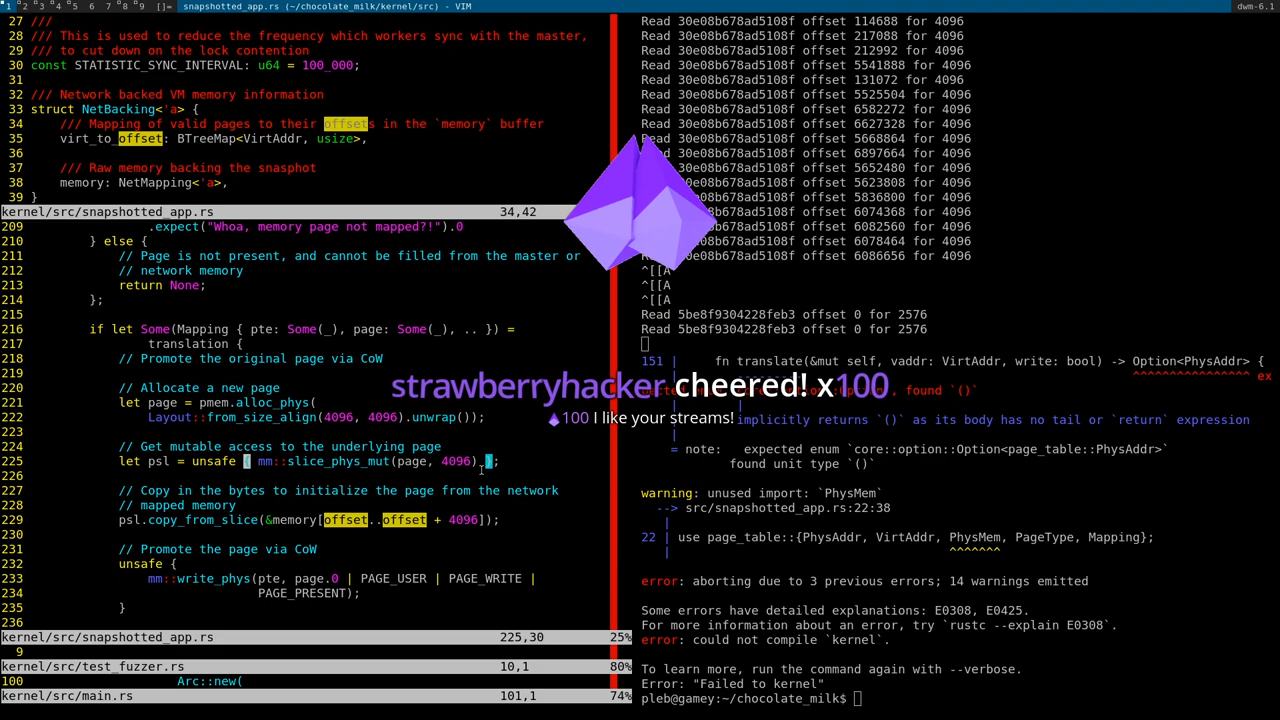 1 2 3 4 5 6 7 8 9 []= snapshotted_app.rs (~/chocolate_milk/kernel/src) - VIM dwm-6.1
27 ///
28 /// This is used to reduce the frequency which workers sync with the master,
29 /// to cut down on the lock contention
30 const STATISTIC_SYNC_INTERVAL: u64 = 100_000;
31
32 /// Network backed VM memory information
33 struct NetBacking<'a> {
34 /// Mapping of valid pages to their offsets in the `memory` buffer
35 virt_to_offset: BTreeMap<VirtAddr, usize>,
36
37 /// Raw memory backing the snasphot
38 memory: NetMapping<'a>,
39 }
kernel/src/snapshotted_app.rs 34,42
209 .expect("Whoa, memory page not mapped?!").0
210 } else {
211 // Page is not present, and cannot be filled from the master or
212 // network memory
213 return None;
214 };
215
216 if let Some(Mapping { pte: Some(_), page: Some(_), .. }) =
217 translation {
218 // Promote the original page via CoW
219
220 // Allocate a new page
221 let page = pmem.alloc_phys(
222 Layout::from_size_align(4096, 4096).unwrap());
223
224 // Get mutable access to the underlying page
225 let psl = unsafe { mm::slice_phys_mut(page, 4096) };
226
227 // Copy in the bytes to initialize the page from the network
228 // mapped memory
229 psl.copy_from_slice(&memory[offset..offset + 4096]);
230
231 // Promote the page via CoW
232 unsafe {
233 mm::write_phys(pte, page.0 | PAGE_USER | PAGE_WRITE |
234 PAGE_PRESENT);
235 }
236
kernel/src/snapshotted_app.rs 225,30 25%
9
kernel/src/test_fuzzer.rs 10,1 80%
100 Arc::new(
kernel/src/main.rs 101,1 74%
Read 30e08b678ad5108f offset 114688 for 4096
Read 30e08b678ad5108f offset 217088 for 4096
Read 30e08b678ad5108f offset 212992 for 4096
Read 30e08b678ad5108f offset 5541888 for 4096
Read 30e08b678ad5108f offset 131072 for 4096
Read 30e08b678ad5108f offset 5525504 for 4096
Read 30e08b678ad5108f offset 6582272 for 4096
Read 30e08b678ad5108f offset 6627328 for 4096
Read 30e08b678ad5108f offset 5668864 for 4096
30e08b678ad5108f offset 6897664 for 4096
08b678ad5108f offset 5652480 for 4096
8b678ad5108f offset 5623808 for 4096
b678ad5108f offset 5836800 for 4096
678ad5108f offset 6074368 for 4096
8b678ad5108f offset 6082560 for 4096
08b678ad5108f offset 6078464 for 4096
08b678ad5108f offset 6086656 for 4096
^[[A
^[[A
^[[A
Read 5be8f9304228feb3 offset 0 for 2576
Read 5be8f9304228feb3 offset 0 for 2576
151 | fn translate(&mut self, vaddr: VirtAddr, write: bool) -> Option<PhysAddr> {
--------- ^^^^^^^^^^^^^^^^ ex
found `()`
|
implicitly returns `()` as its body has no tail or `return` expression
|
= note: expected enum `core::option::Option<page_table::PhysAddr>`
found unit type `()`
strawberryhacker cheered! x100
100 I like your streams!
warning: unused import: `PhysMem`
--> src/snapshotted_app.rs:22:38
|
22 | use page_table::{PhysAddr, VirtAddr, PhysMem, PageType, Mapping};
| ^^^^^^^
error: aborting due to 3 previous errors; 14 warnings emitted
Some errors have detailed explanations: E0308, E0425.
For more information about an error, try `rustc --explain E0308`.
error: could not compile `kernel`.
To learn more, run the command again with --verbose.
Error: "Failed to kernel"
pleb@gamey:~/chocolate_milk$